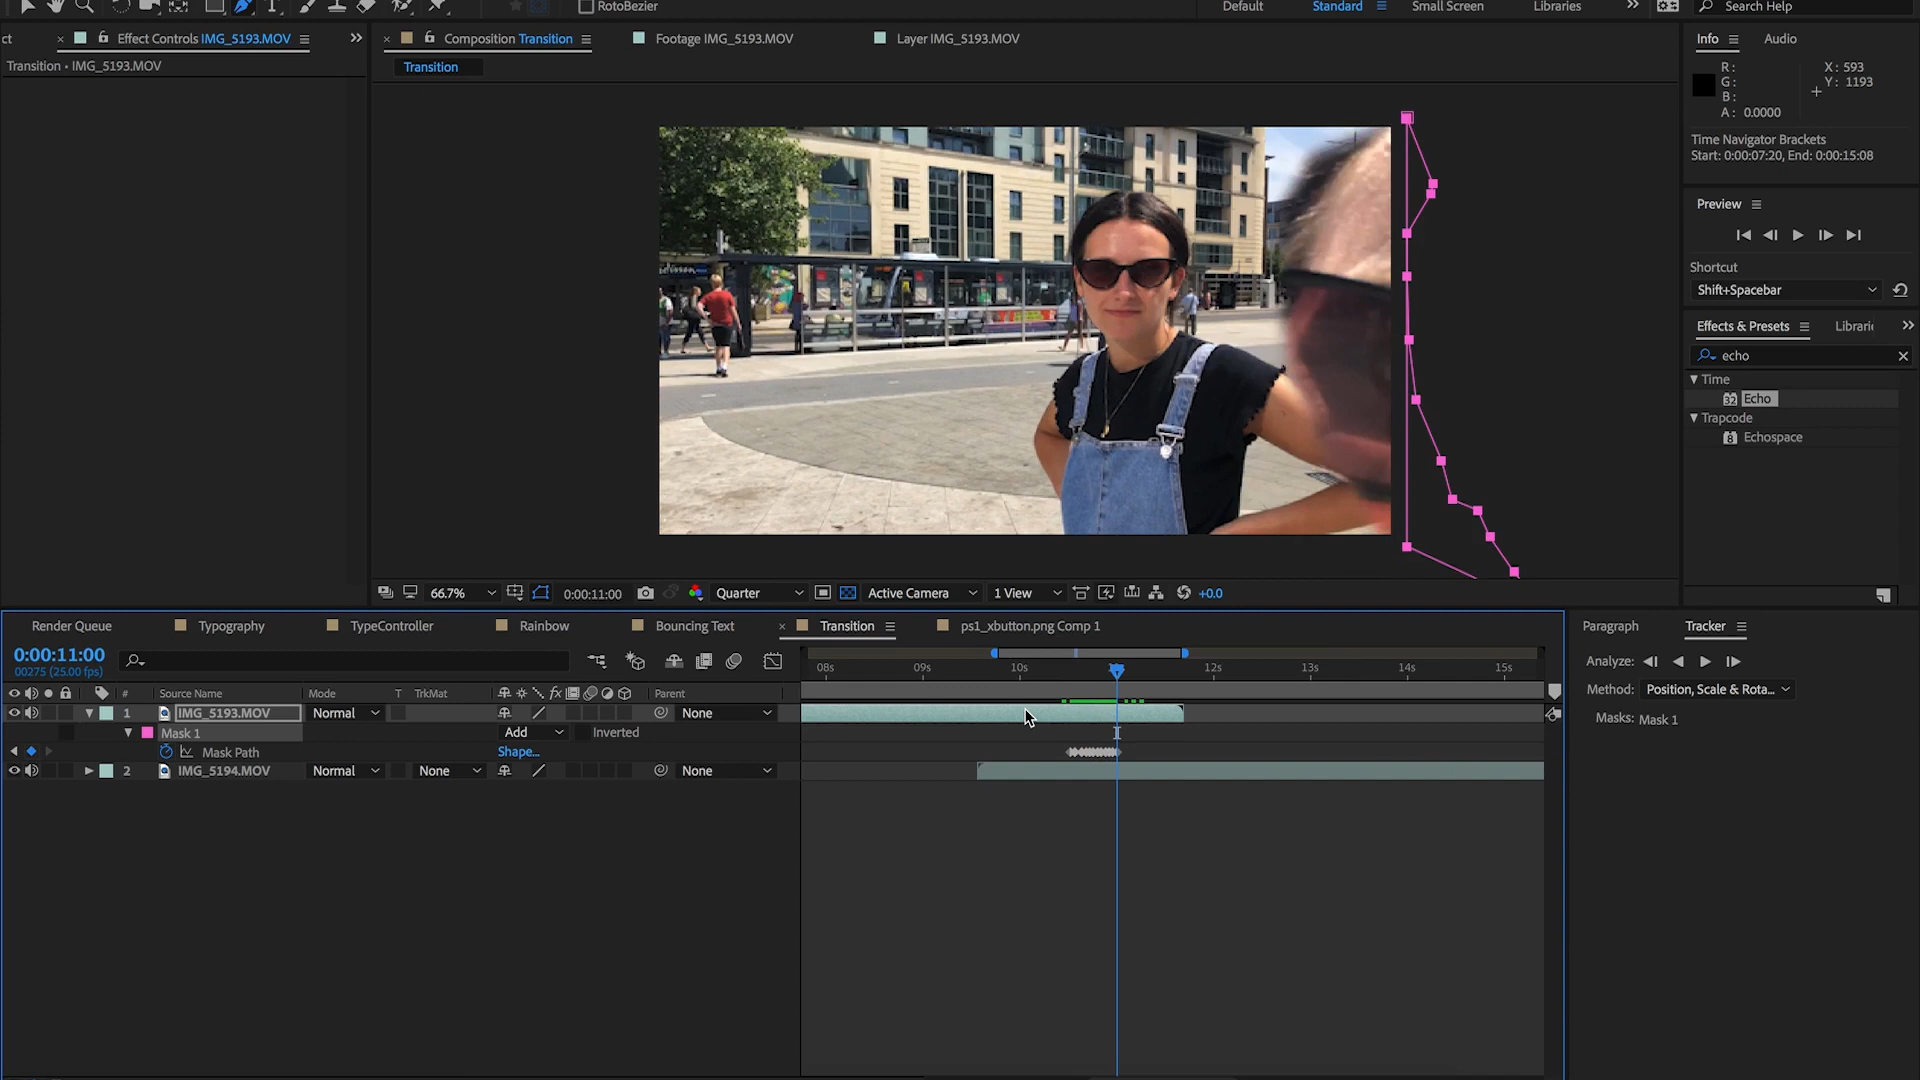 RotoBezier
Default
Standard
Small Screen
Libraries
Search Help
ct
Effect Controls IMG_5193.MOV
Composition Transition
Footage IMG_5193.MOV
Layer IMG_5193.MOV
Info
Audio
Transition • IMG_5193.MOV
Transition
R:
G:
B:
A: 0.0000
X: 593
Y: 1193
Time Navigator Brackets
Start: 0:00:07:20, End: 0:00:15:08
Preview
Shortcut
Shift+Spacebar
Effects & Presets
Librari
echo
Time
32 Echo
Trapcode
8 Echospace
66.7%
0:00:11:00
Quarter
Active Camera
1 View
+0.0
Render Queue
Typography
TypeController
Rainbow
Bouncing Text
Transition
ps1_xbutton.png Comp 1
Paragraph
Tracker
0:00:11:00
00275 (25.00 fps)
08s 09s 10s 12s 13s 14s 15s
Analyze:
Method: Position, Scale & Rota...
Masks: Mask 1
# Source Name Mode T TrkMat fx Parent
1 IMG_5193.MOV Normal None
Mask 1 Add Inverted
Mask Path Shape...
2 IMG_5194.MOV Normal None None